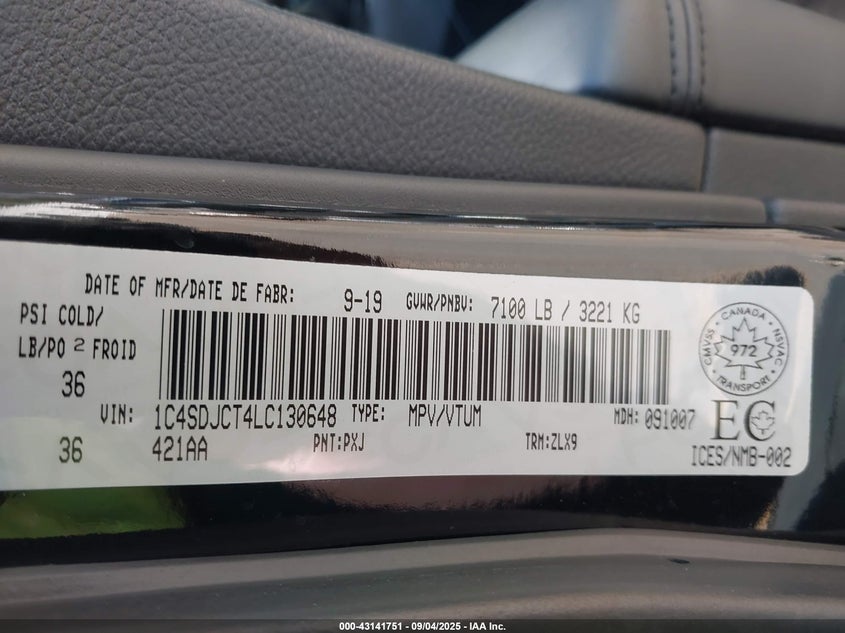 DATE OF MFR/DATE DE FABR: 9-19 GVWR/PNBV: 7100 LB / 3221 KG
PSI COLD/
LB/PO 2 FROID
36
VIN: 1C4SDJCT4LC130648 TYPE: MPV/VTUM MDH: 091007
36 421AA PNT:PXJ TRM:ZLX9
CMVSS · CANADA · NSVAC
972
TRANSPORT
EC
ICES/NMB-002
000-43141751 - 09/04/2025 - IAA Inc.